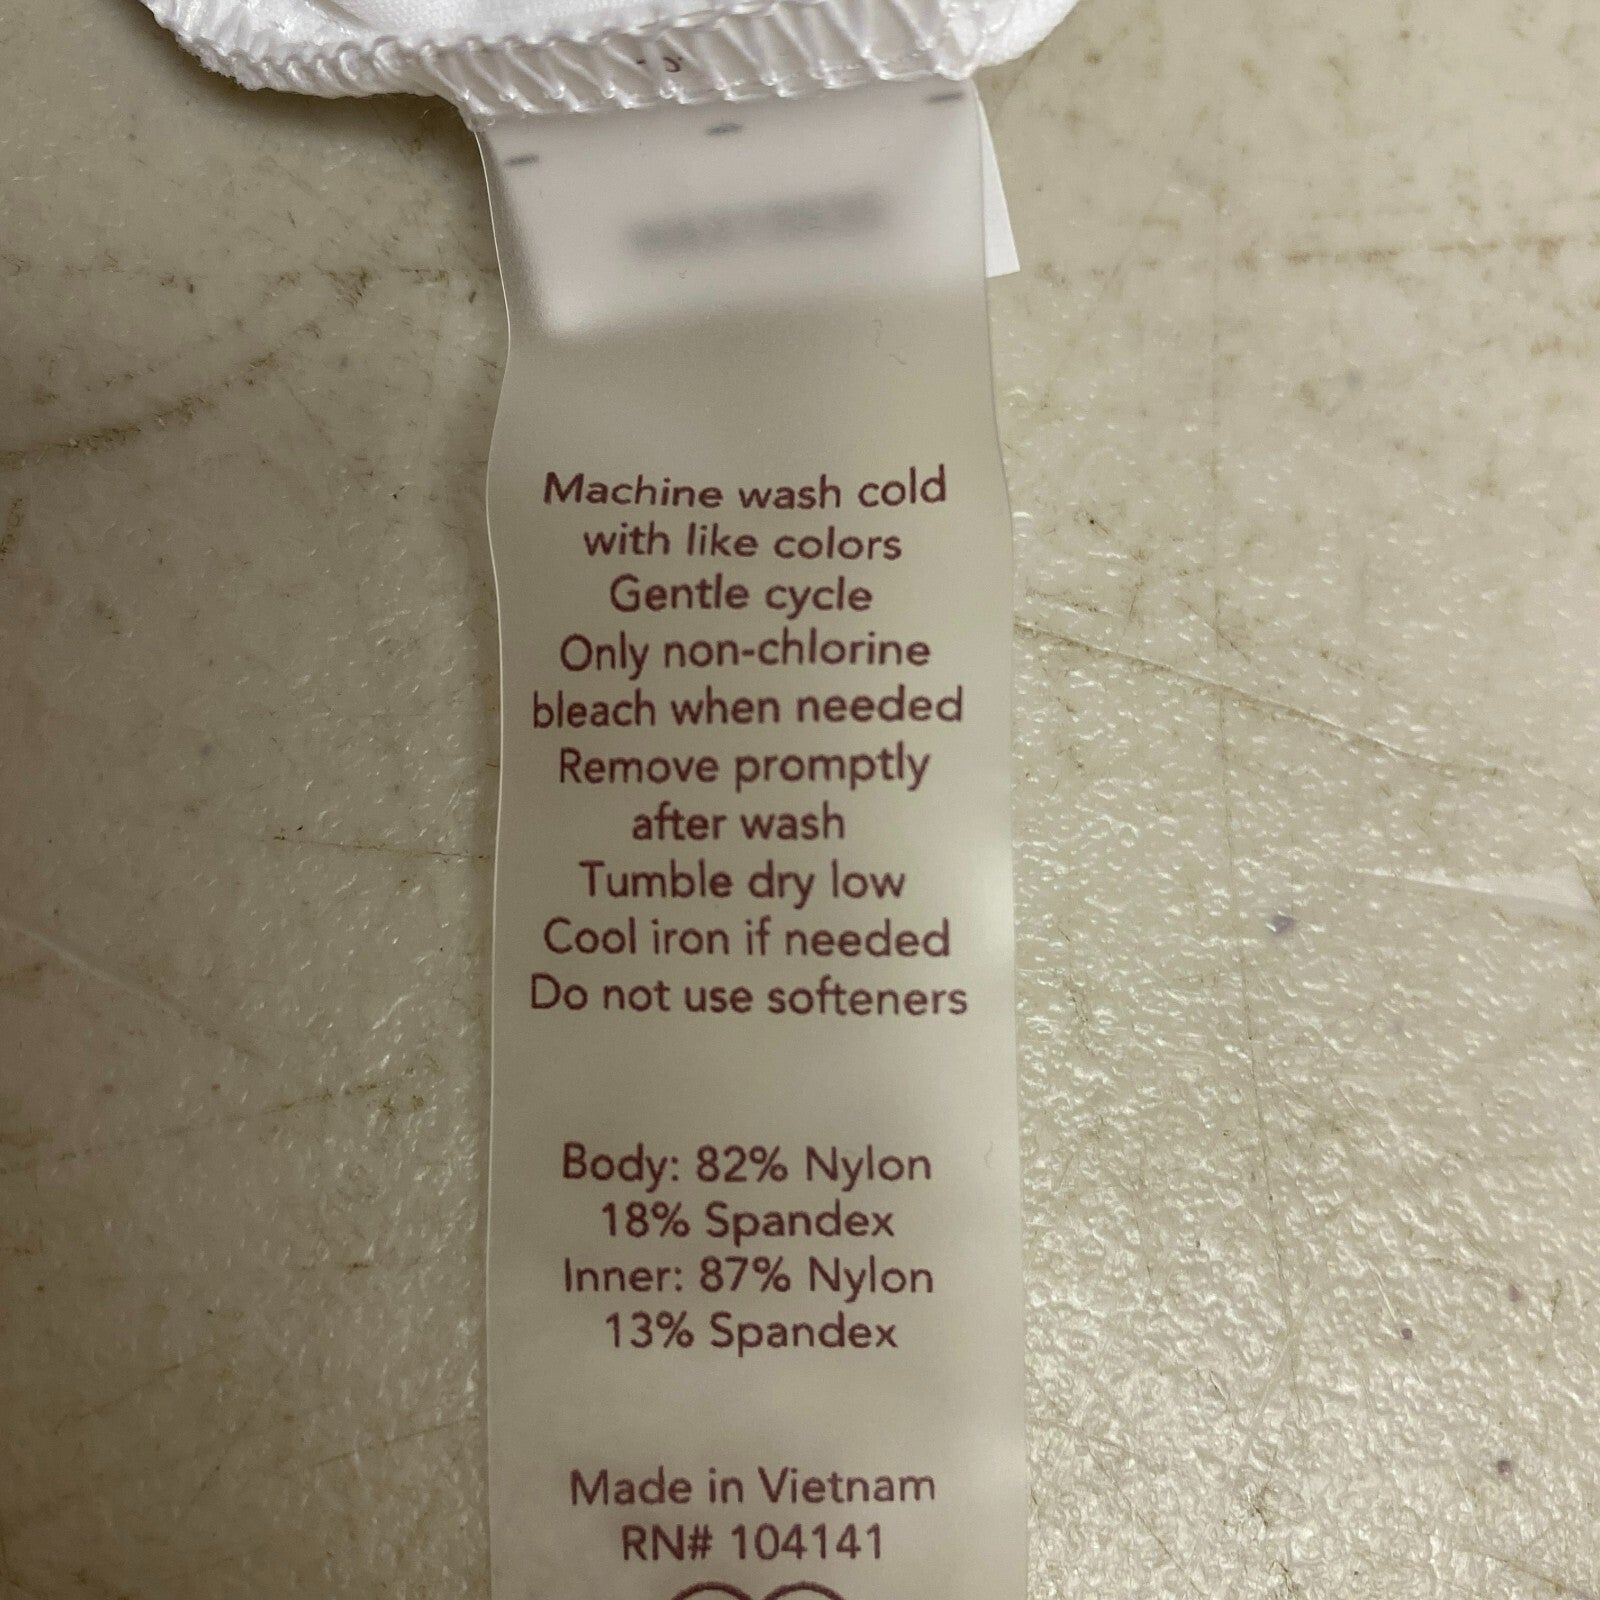 Machine wash cold
with like colors
Gentle cycle
Only non-chlorine
bleach when needed
Remove promptly
after wash
Tumble dry low
Cool iron if needed
Do not use softeners
Body: 82% Nylon
18% Spandex
Inner: 87% Nylon
13% Spandex
Made in Vietnam
RN# 104141